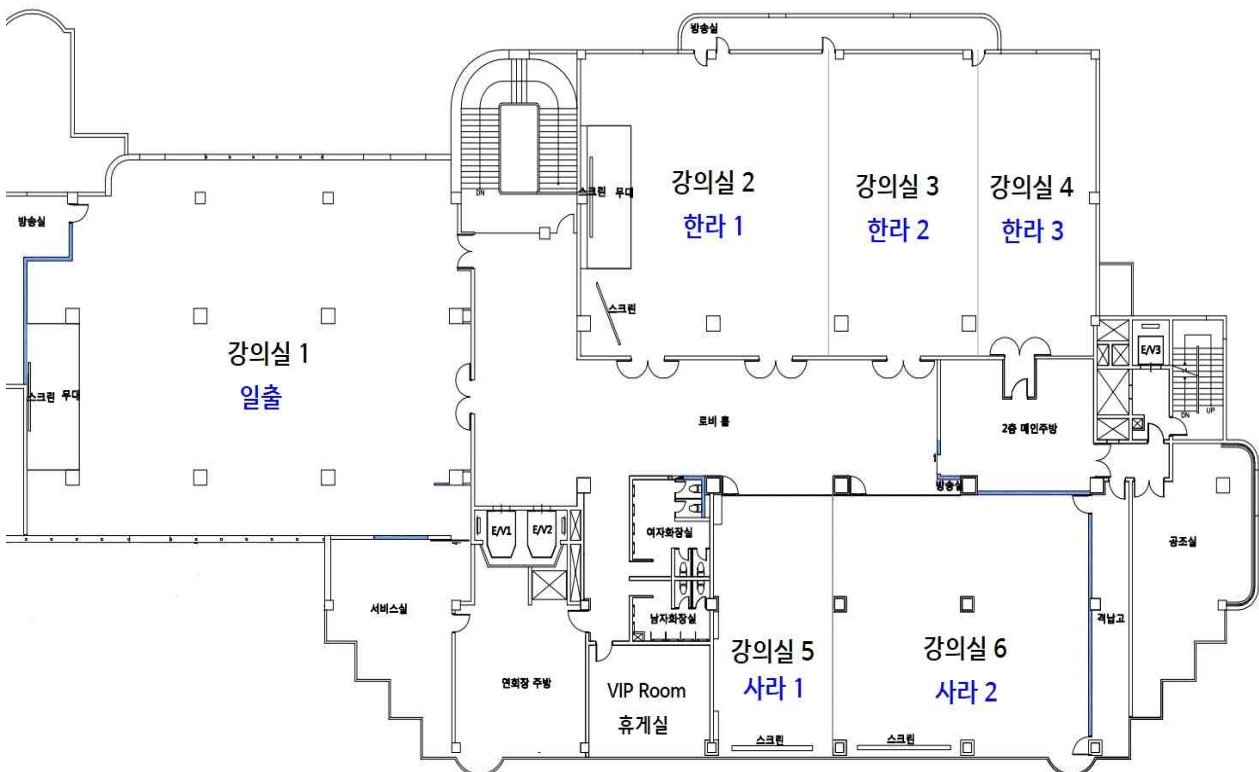 방송실
DN
스크린 무대
강의실 2
한라 1
강의실 3
한라 2
강의실 4
한라 3
방송실
스크린
강의실 1
일출
스크린 무대
E/V3
DN
UP
로비 홀
2층 메인주방
방송실
E/V1
E/V2
여자화장실
공조실
서비스실
남자화장실
격납고
강의실 5
사라 1
강의실 6
사라 2
연회장 주방
VIP Room
휴게실
스크린
스크린